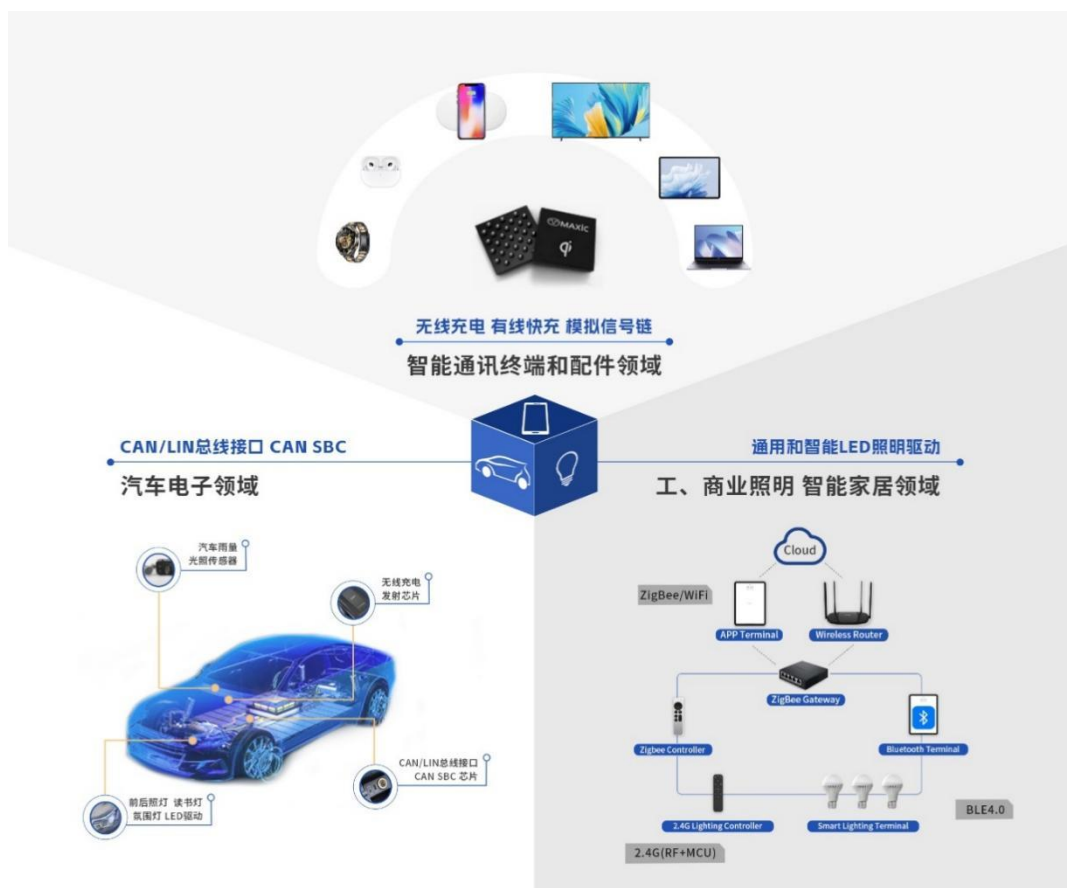 MAXIC
qi
无线充电 有线快充 模拟信号链
智能通讯终端和配件领域
CAN/LIN总线接口 CAN SBC
汽车电子领域
汽车雨量
光照传感器
无线充电
发射芯片
CAN/LIN总线接口
CAN SBC 芯片
前后照灯 读书灯
氛围灯 LED驱动
通用和智能LED照明驱动
工、商业照明 智能家居领域
Cloud
ZigBee/WiFi
APP Terminal
Wireless Router
ZigBee Gateway
Zigbee Controller
Bluetooth Terminal
2.4G Lighting Controller
Smart Lighting Terminal
BLE4.0
2.4G(RF+MCU)